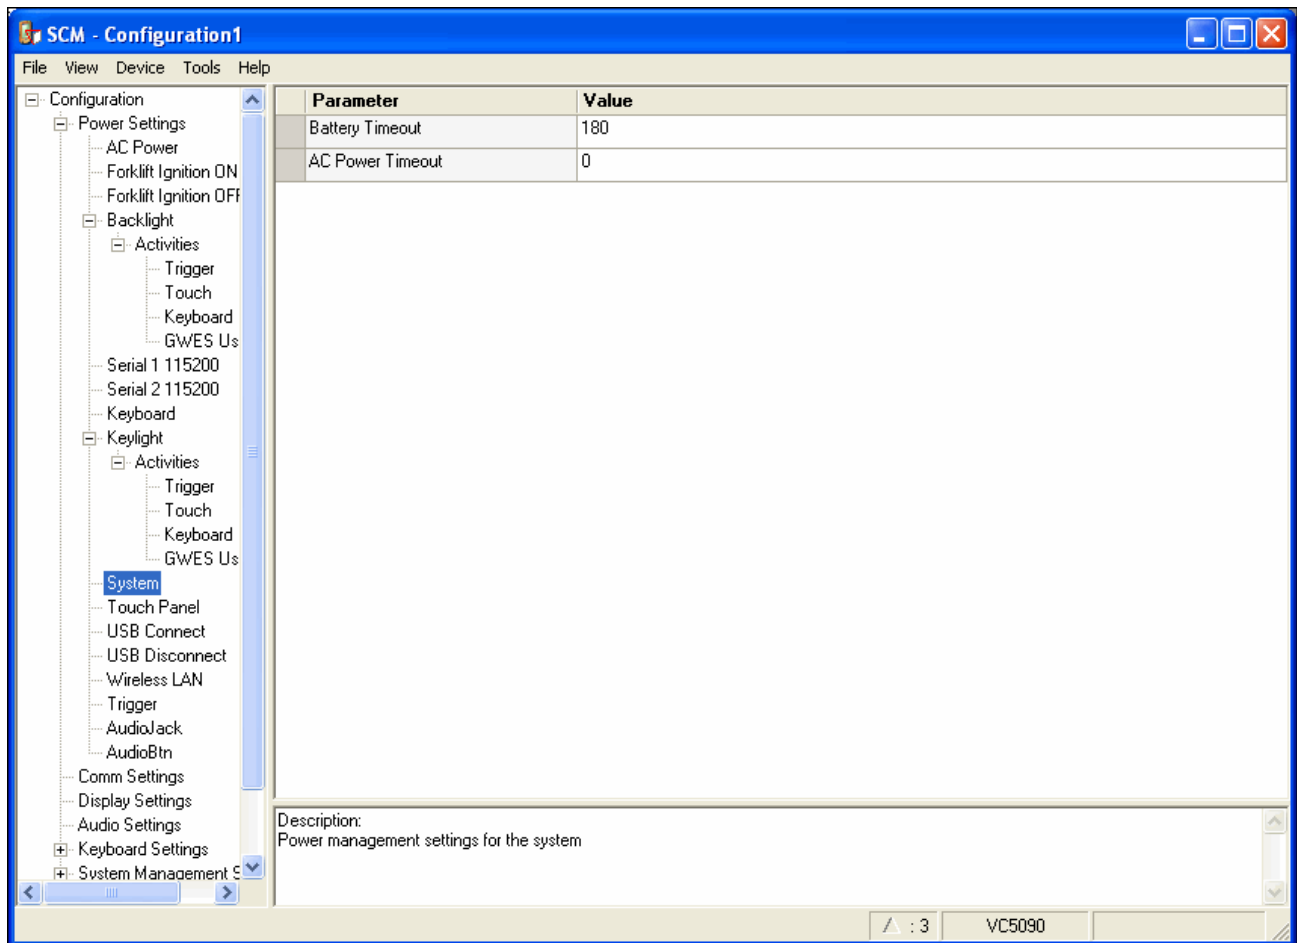 SCM - Configuration1
File View Device Tools Help
Configuration
Power Settings
AC Power
Forklift Ignition ON
Forklift Ignition OFF
Backlight
Activities
Trigger
Touch
Keyboard
GWES Us
Serial 1 115200
Serial 2 115200
Keyboard
Keylight
Activities
Trigger
Touch
Keyboard
GWES Us
System
Touch Panel
USB Connect
USB Disconnect
Wireless LAN
Trigger
AudioJack
AudioBtn
Comm Settings
Display Settings
Audio Settings
Keyboard Settings
System Management S
Parameter Value
Battery Timeout 180
AC Power Timeout 0
Description:
Power management settings for the system
: 3 VC5090